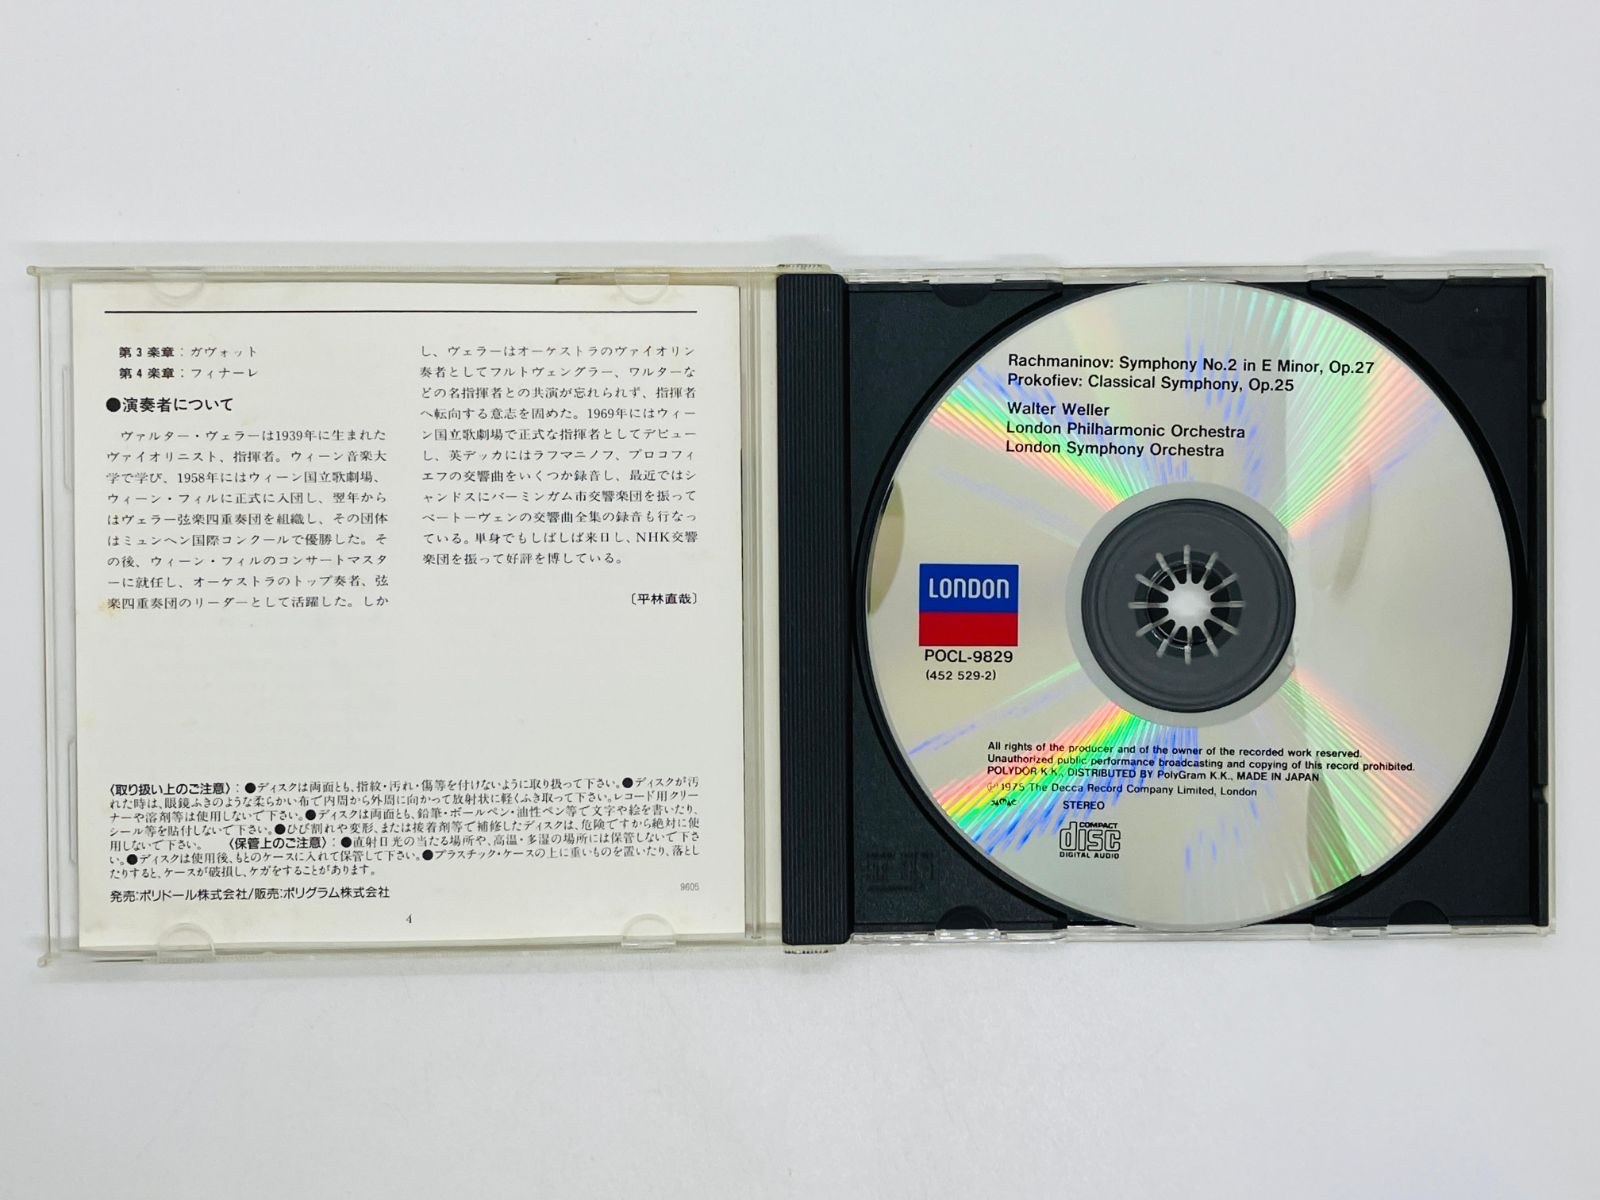 第3楽章：ガヴォット
第4楽章：フィナーレ
●演奏者について
ヴァルター・ヴェラーは1939年に生まれた
ヴァイオリニスト、指揮者。ウィーン音楽大
学で学び、1958年にはウィーン国立歌劇場、
ウィーン・フィルに正式に入団し、翌年から
はヴェラー弦楽四重奏団を組織し、その団体
はミュンヘン国際コンクールで優勝した。そ
の後、ウィーン・フィルのコンサートマスタ
ーに就任し、オーケストラのトップ奏者、弦
楽四重奏団のリーダーとして活躍した。しか
し、ヴェラーはオーケストラのヴァイオリン
奏者としてフルトヴェングラー、ワルターな
どの名指揮者との共演が忘れられず、指揮者
へ転向する意志を固めた。1969年にはウィー
ン国立歌劇場で正式な指揮者としてデビュー
し、英デッカにはラフマニノフ、プロコフィ
エフの交響曲をいくつか録音し、最近ではシ
ャンドスにバーミンガム市交響楽団を振って
ベートーヴェンの交響曲全集の録音も行なっ
ている。単身でもしばしば来日し、NHK交響
楽団を振って好評を博している。
〔平林直哉〕
〈取り扱い上のご注意〉：●ディスクは両面とも、指紋・汚れ・傷等を付けないように取り扱って下さい。●ディスクが汚
れた時は、眼鏡ふきのような柔らかい布で内周から外周に向かって放射状に軽くふき取って下さい。レコード用クリー
ナーや溶剤等は使用しないで下さい。●ディスクは両面とも、鉛筆・ボールペン・油性ペン等で文字や絵を書いたり、
シール等を貼付しないで下さい。●ひび割れや変形、または接着剤等で補修したディスクは、危険ですから絶対に使
用しないで下さい。 〈保管上のご注意〉：●直射日光の当たる場所や、高温・多湿の場所には保管しないで下さ
い。●ディスクは使用後、もとのケースに入れて保管して下さい。●プラスチック・ケースの上に重いものを置いたり、落とし
たりすると、ケースが破損し、ケガをすることがあります。
発売：ポリドール株式会社/販売：ポリグラム株式会社
9605
4
Rachmaninov: Symphony No.2 in E Minor, Op.27
Prokofiev: Classical Symphony, Op.25
Walter Weller
London Philharmonic Orchestra
London Symphony Orchestra
LONDON
POCL-9829
(452 529-2)
All rights of the producer and of the owner of the recorded work reserved.
Unauthorized public performance broadcasting and copying of this record prohibited.
POLYDOR K.K., DISTRIBUTED BY PolyGram K.K., MADE IN JAPAN
Ⓟ 1975 The Decca Record Company Limited, London
STEREO
COMPACT
disc
DIGITAL AUDIO